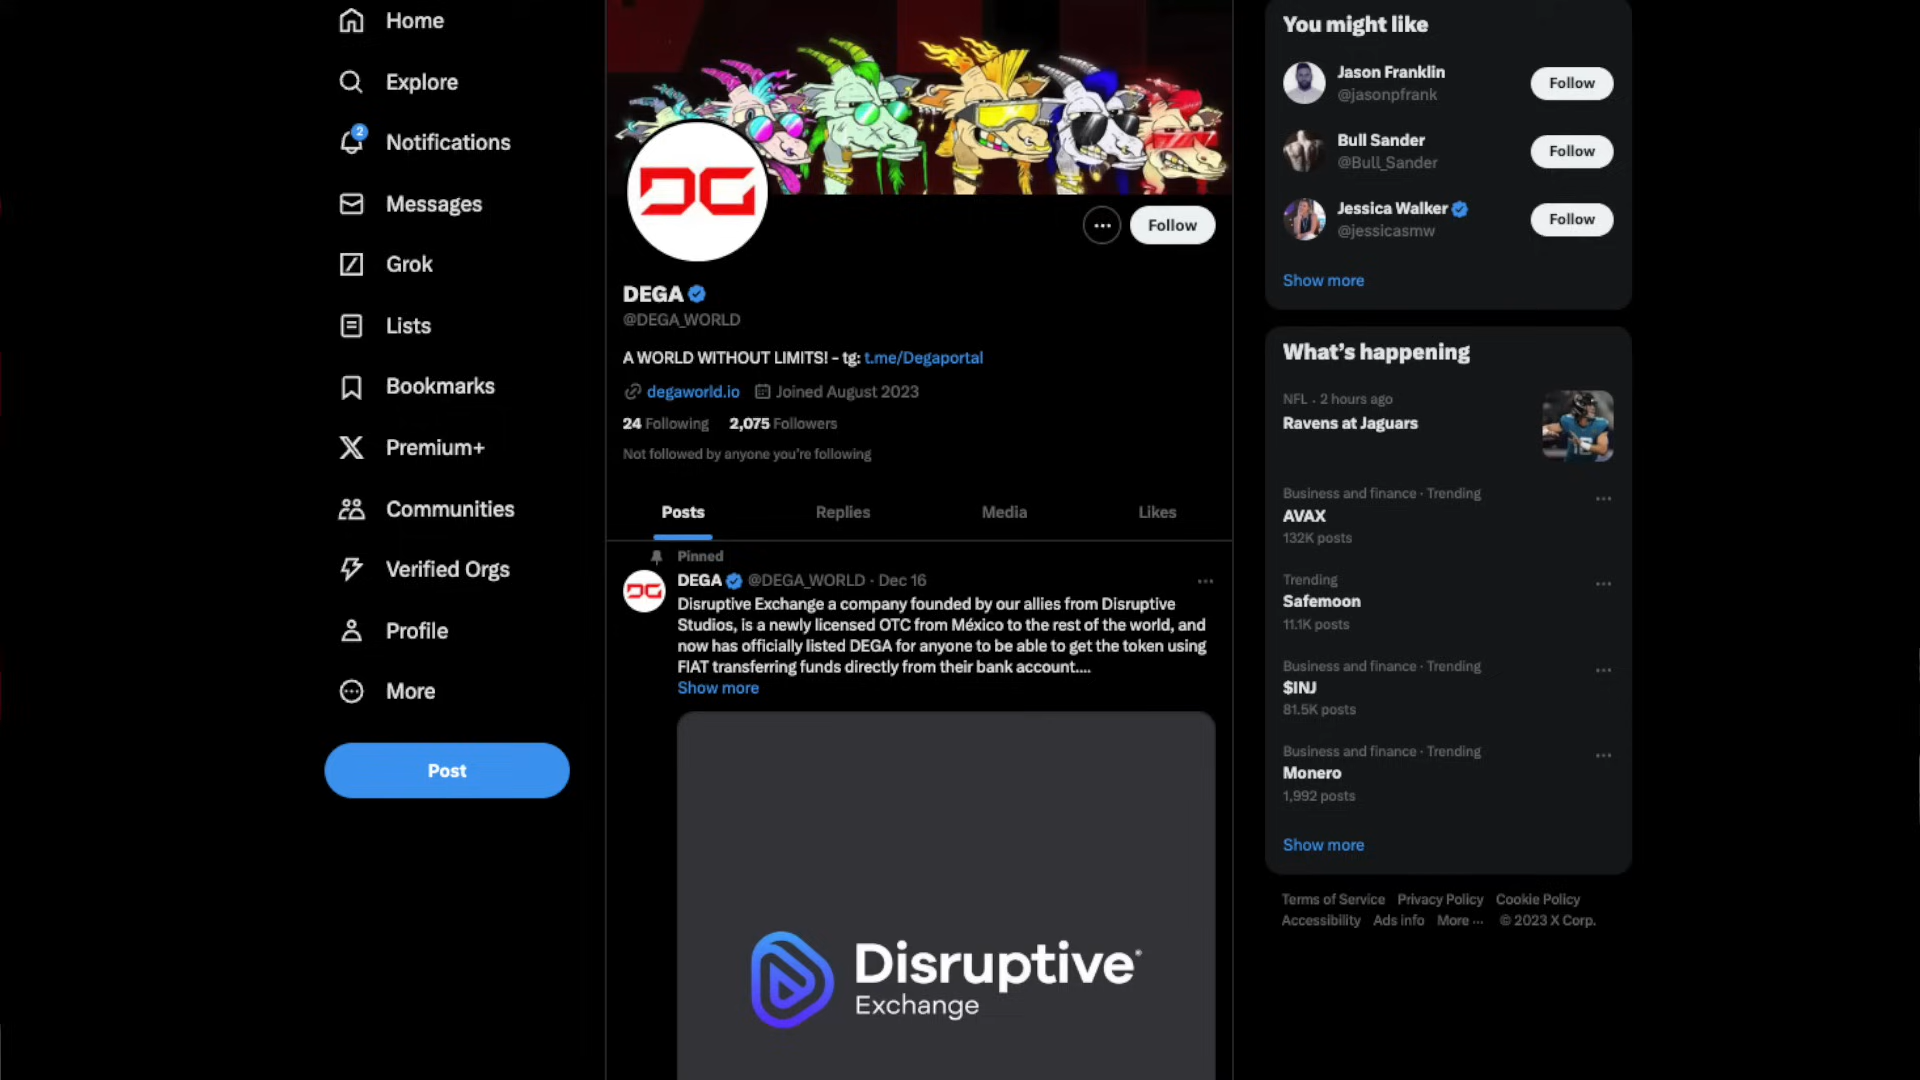 Home
Explore
2
Notifications
Messages
Grok
Lists
Bookmarks
Premium+
Communities
Verified Orgs
Profile
More
Post
DG
Follow
DEGA
@DEGA_WORLD
A WORLD WITHOUT LIMITS! - tg: t.me/Degaportal
degaworld.io Joined August 2023
24 Following 2,075 Followers
Not followed by anyone you're following
Posts Replies Media Likes
Pinned
DG
DEGA @DEGA_WORLD · Dec 16
Disruptive Exchange a company founded by our allies from Disruptive
Studios, is a newly licensed OTC from México to the rest of the world, and
now has officially listed DEGA for anyone to be able to get the token using
FIAT transferring funds directly from their bank account....
Show more
Disruptive
Exchange
You might like
Jason Franklin
@jasonpfrank
Follow
Bull Sander
@Bull_Sander
Follow
Jessica Walker
@jessicasmw
Follow
Show more
What's happening
NFL · 2 hours ago
Ravens at Jaguars
Business and finance · Trending
AVAX
132K posts
Trending
Safemoon
11.1K posts
Business and finance · Trending
$INJ
81.5K posts
Business and finance · Trending
Monero
1,992 posts
Show more
Terms of Service Privacy Policy Cookie Policy
Accessibility Ads info More ··· © 2023 X Corp.